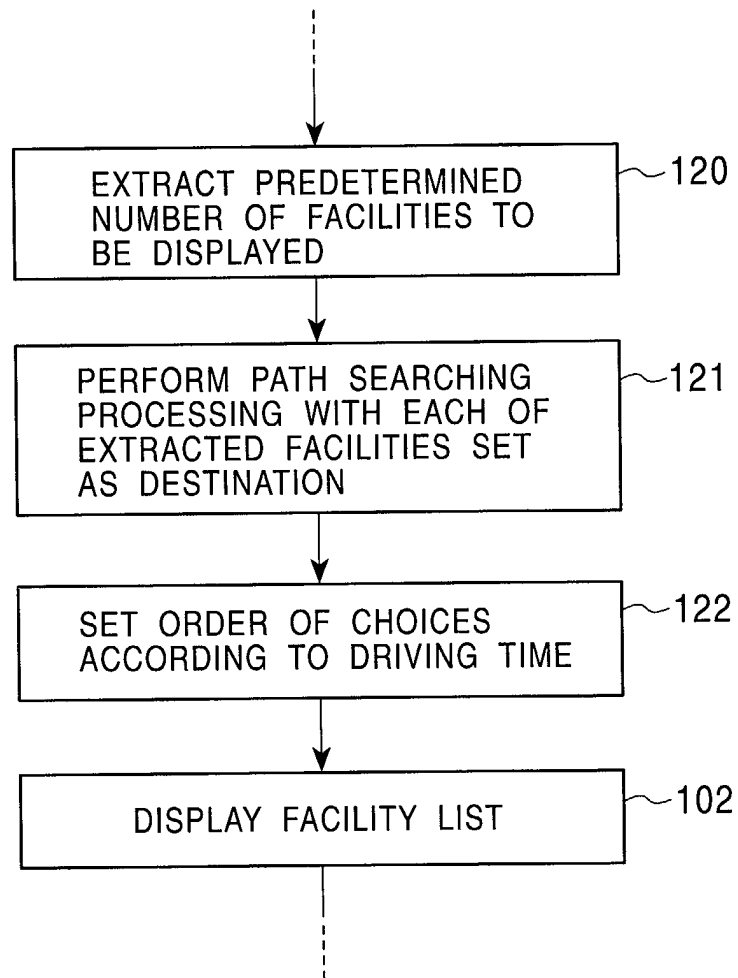 EXTRACT PREDETERMINED
NUMBER OF FACILITIES TO
BE DISPLAYED
120
PERFORM PATH SEARCHING
PROCESSING WITH EACH OF
EXTRACTED FACILITIES SET
AS DESTINATION
121
SET ORDER OF CHOICES
ACCORDING TO DRIVING TIME
122
DISPLAY FACILITY LIST
102